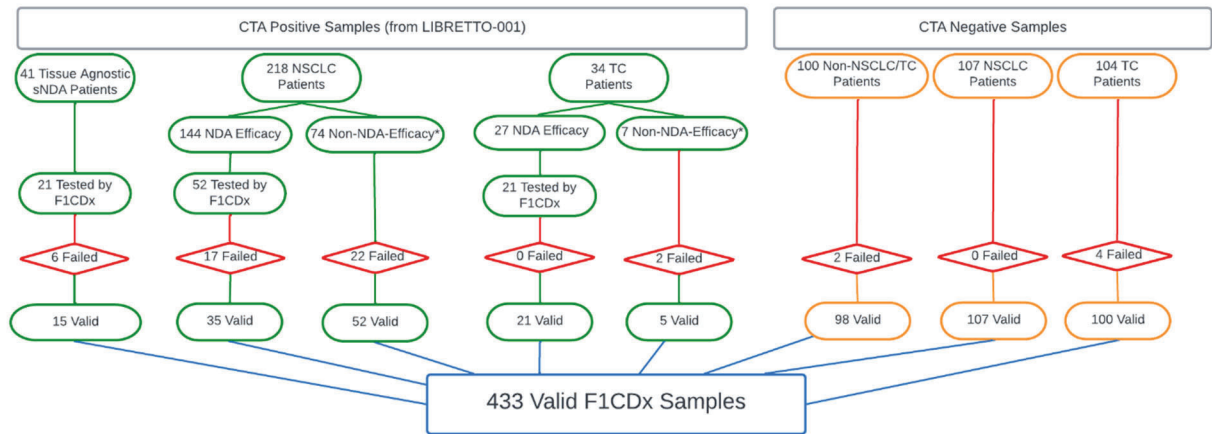 CTA Positive Samples (from LIBRETTO-001)
CTA Negative Samples
41 Tissue Agnostic
sNDA Patients
218 NSCLC
Patients
34 TC
Patients
100 Non-NSCLC/TC
Patients
107 NSCLC
Patients
104 TC
Patients
144 NDA Efficacy
74 Non-NDA-Efficacy*
27 NDA Efficacy
7 Non-NDA-Efficacy*
21 Tested by
F1CDx
52 Tested by
F1CDx
21 Tested by
F1CDx
6 Failed
17 Failed
22 Failed
0 Failed
2 Failed
2 Failed
0 Failed
4 Failed
15 Valid
35 Valid
52 Valid
21 Valid
5 Valid
98 Valid
107 Valid
100 Valid
433 Valid F1CDx Samples